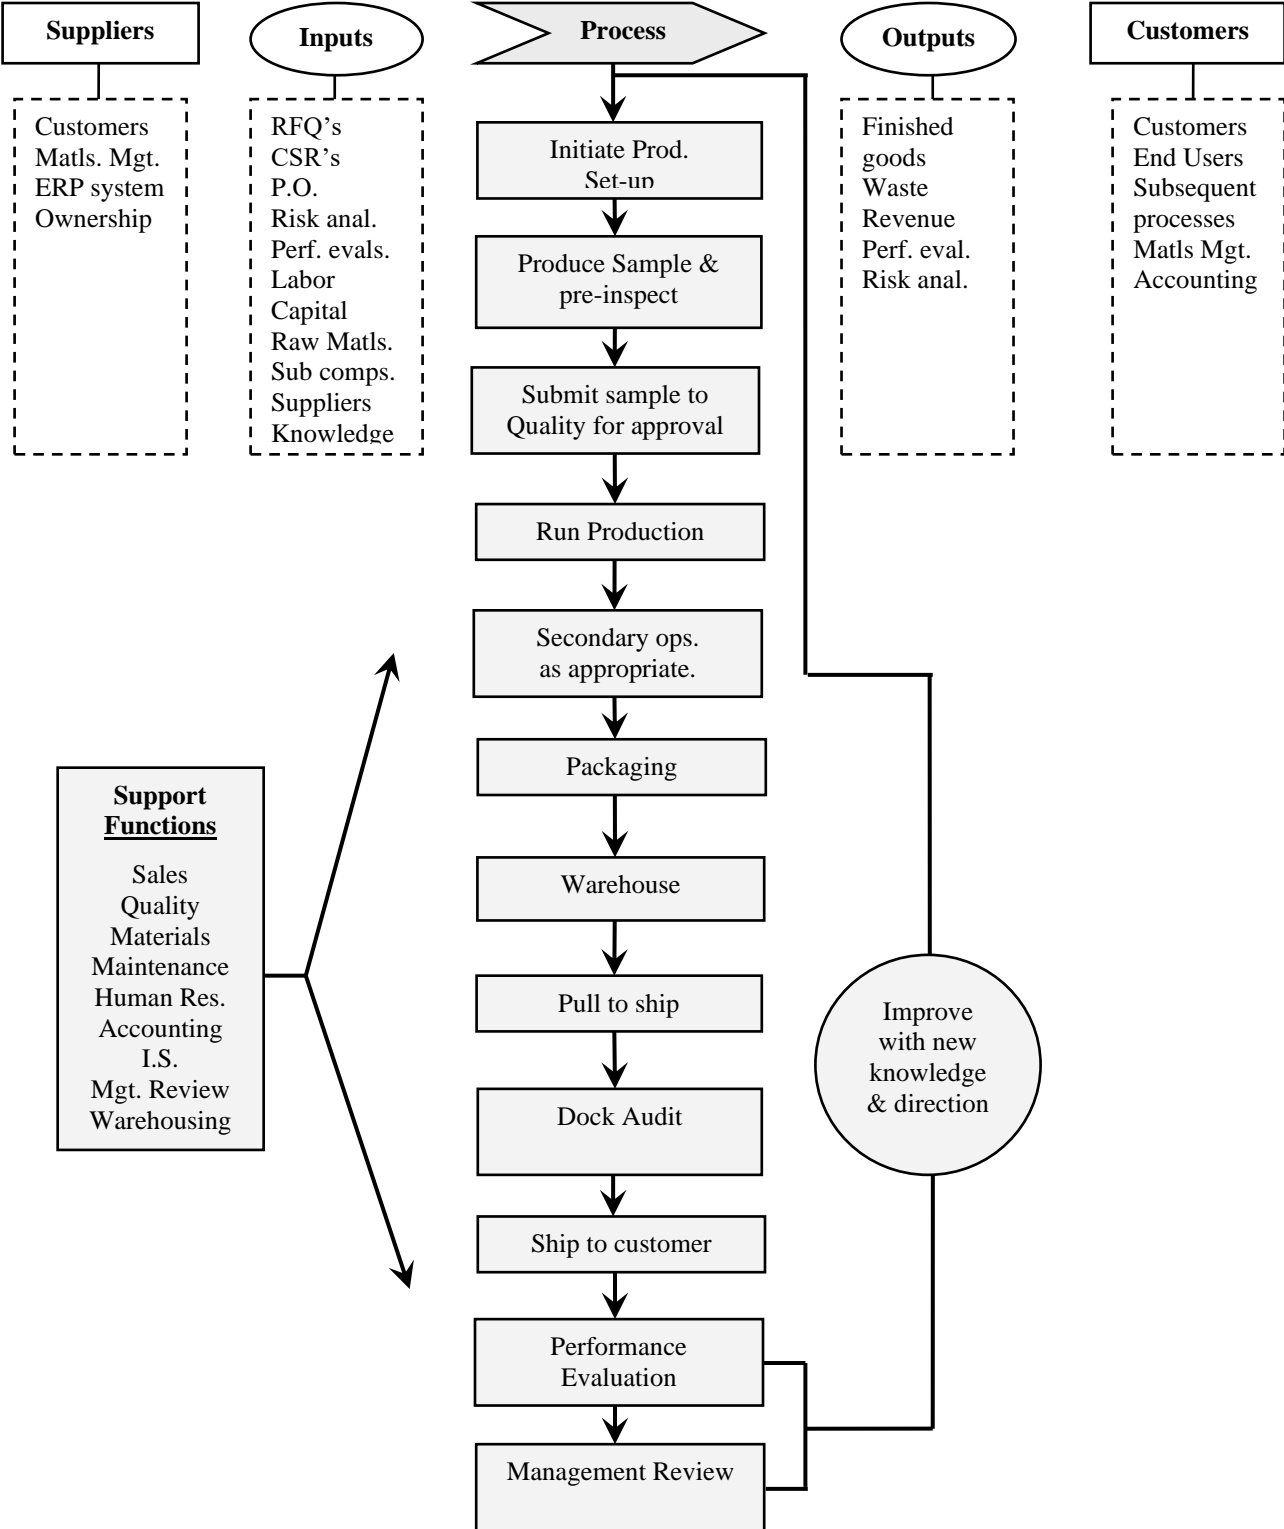 Suppliers
Customers
Matls. Mgt.
ERP system
Ownership
Inputs
RFQ’s
CSR’s
P.O.
Risk anal.
Perf. evals.
Labor
Capital
Raw Matls.
Sub comps.
Suppliers
Knowledge
Process
Initiate Prod.
Set-up
Produce Sample &
pre-inspect
Submit sample to
Quality for approval
Run Production
Secondary ops.
as appropriate.
Packaging
Warehouse
Pull to ship
Dock Audit
Ship to customer
Performance
Evaluation
Management Review
Outputs
Finished
goods
Waste
Revenue
Perf. eval.
Risk anal.
Customers
Customers
End Users
Subsequent
processes
Matls Mgt.
Accounting
Support
Functions
Sales
Quality
Materials
Maintenance
Human Res.
Accounting
I.S.
Mgt. Review
Warehousing
Improve
with new
knowledge
& direction